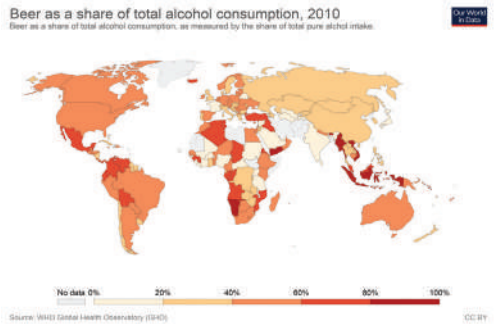 Beer as a share of total alcohol consumption, 2010
Beer as a share of total alcohol consumption, as measured by the share of total pure alchol intake.
Our World
in Data
No data 0% 20% 40% 60% 80% 100%
Source: WHO Global Health Observatory (GHO)
CC BY